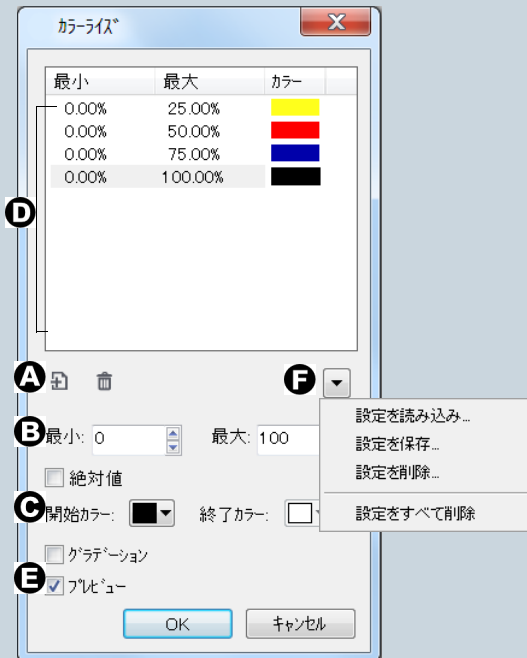 カラーライズ
最小 最大 カラー
0.00% 25.00%
0.00% 50.00%
0.00% 75.00%
0.00% 100.00%
D
A
F
設定を読み込み...
B 最小: 0 最大: 100
設定を保存...
設定を削除...
絶対値
C 開始カラー: 終了カラー:
設定をすべて削除
グラデーション
E プレビュー
OK キャンセル